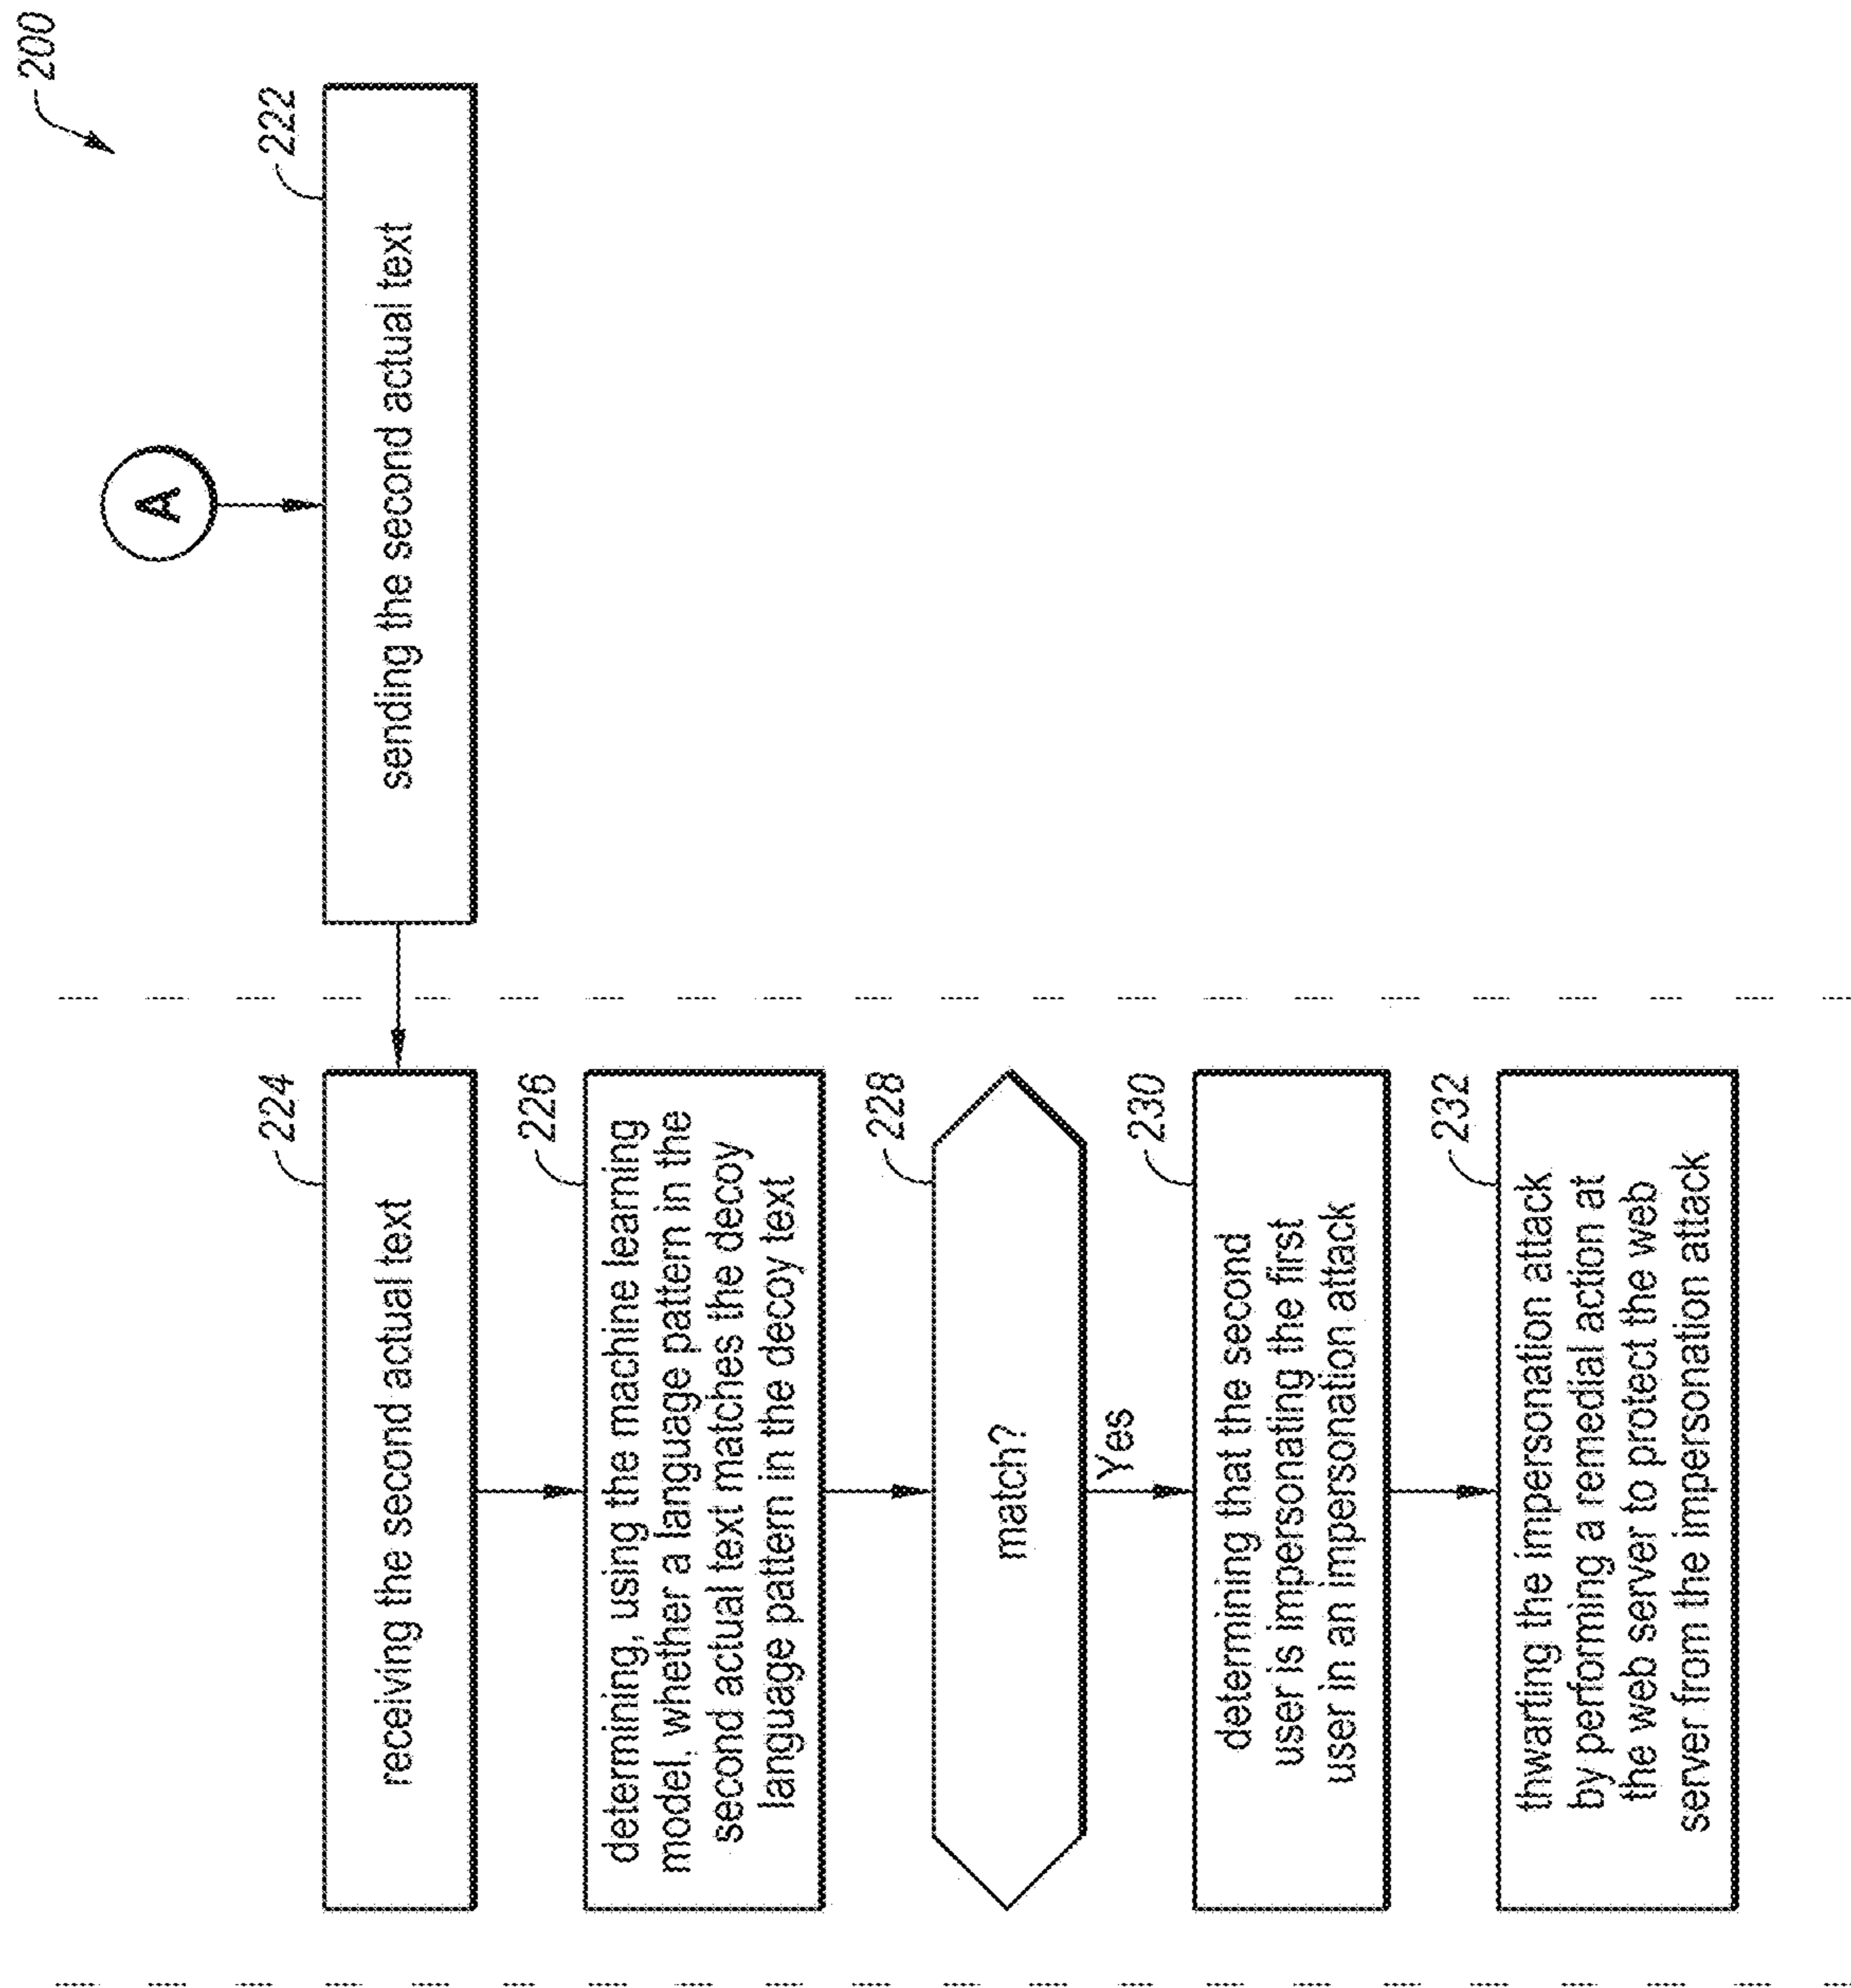 200
A
222
sending the second actual text
224
receiving the second actual text
226
determining, using the machine learning
model, whether a language pattern in the
second actual text matches the decoy
language pattern in the decoy text
228
match?
Yes
230
determining that the second
user is impersonating the first
user in an impersonation attack
232
thwarting the impersonation attack
by performing a remedial action at
the web server to protect the web
server from the impersonation attack